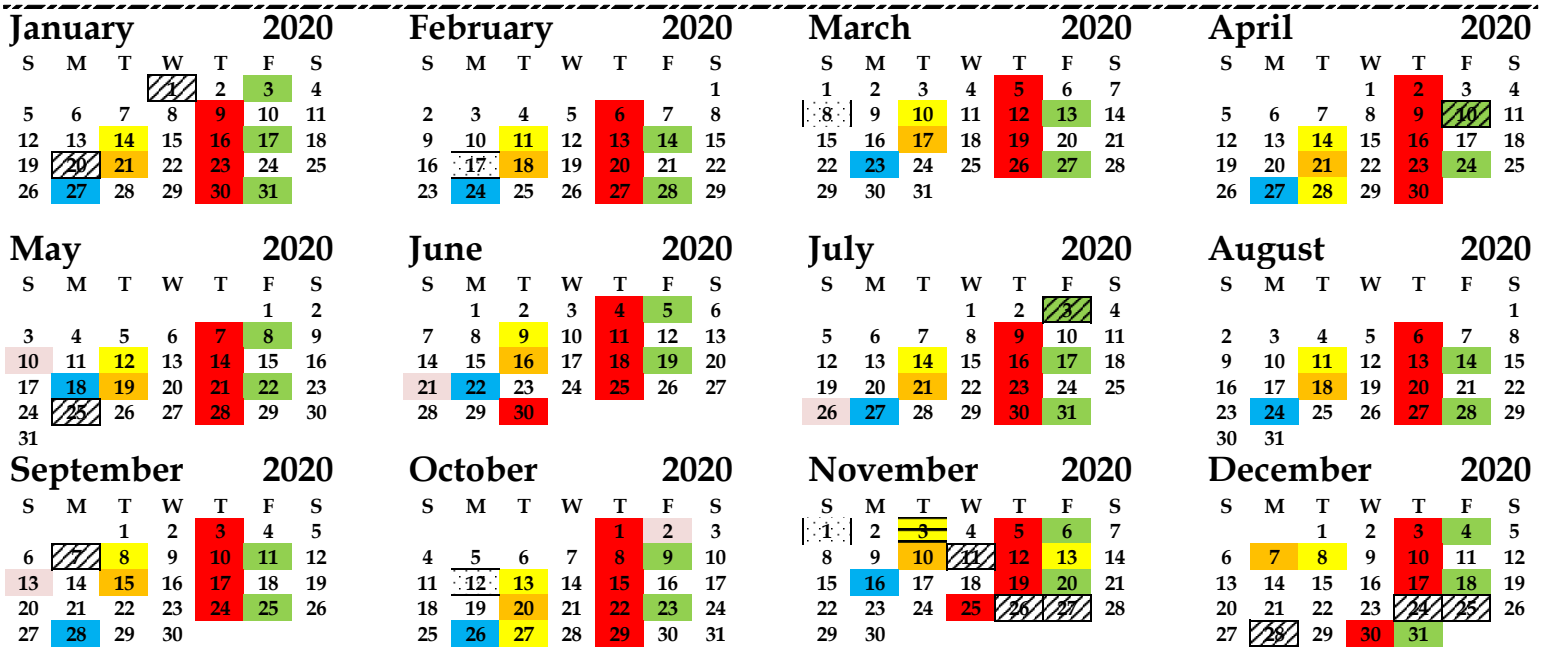 January 2020 February 2020 March 2020 April 2020
S M T W T F S S M T W T F S S M T W T F S S M T W T F S
1 2 3 4 1 1 2 3 4 5 6 7 1 2 3 4
5 6 7 8 9 10 11 2 3 4 5 6 7 8 8 9 10 11 12 13 14 5 6 7 8 9 10 11
12 13 14 15 16 17 18 9 10 11 12 13 14 15 15 16 17 18 19 20 21 12 13 14 15 16 17 18
19 20 21 22 23 24 25 16 17 18 19 20 21 22 22 23 24 25 26 27 28 19 20 21 22 23 24 25
26 27 28 29 30 31 23 24 25 26 27 28 29 29 30 31 26 27 28 29 30
May 2020 June 2020 July 2020 August 2020
S M T W T F S S M T W T F S S M T W T F S S M T W T F S
1 2 1 2 3 4 5 6 1 2 3 4 1
3 4 5 6 7 8 9 7 8 9 10 11 12 13 5 6 7 8 9 10 11 2 3 4 5 6 7 8
10 11 12 13 14 15 16 14 15 16 17 18 19 20 12 13 14 15 16 17 18 9 10 11 12 13 14 15
17 18 19 20 21 22 23 21 22 23 24 25 26 27 19 20 21 22 23 24 25 16 17 18 19 20 21 22
24 25 26 27 28 29 30 28 29 30 26 27 28 29 30 31 23 24 25 26 27 28 29
31 30 31
September 2020 October 2020 November 2020 December 2020
S M T W T F S S M T W T F S S M T W T F S S M T W T F S
1 2 3 4 5 1 2 3 1 2 3 4 5 6 7 1 2 3 4 5
6 7 8 9 10 11 12 4 5 6 7 8 9 10 8 9 10 11 12 13 14 6 7 8 9 10 11 12
13 14 15 16 17 18 19 11 12 13 14 15 16 17 15 16 17 18 19 20 21 13 14 15 16 17 18 19
20 21 22 23 24 25 26 18 19 20 21 22 23 24 22 23 24 25 26 27 28 20 21 22 23 24 25 26
27 28 29 30 25 26 27 28 29 30 31 29 30 27 28 29 30 31